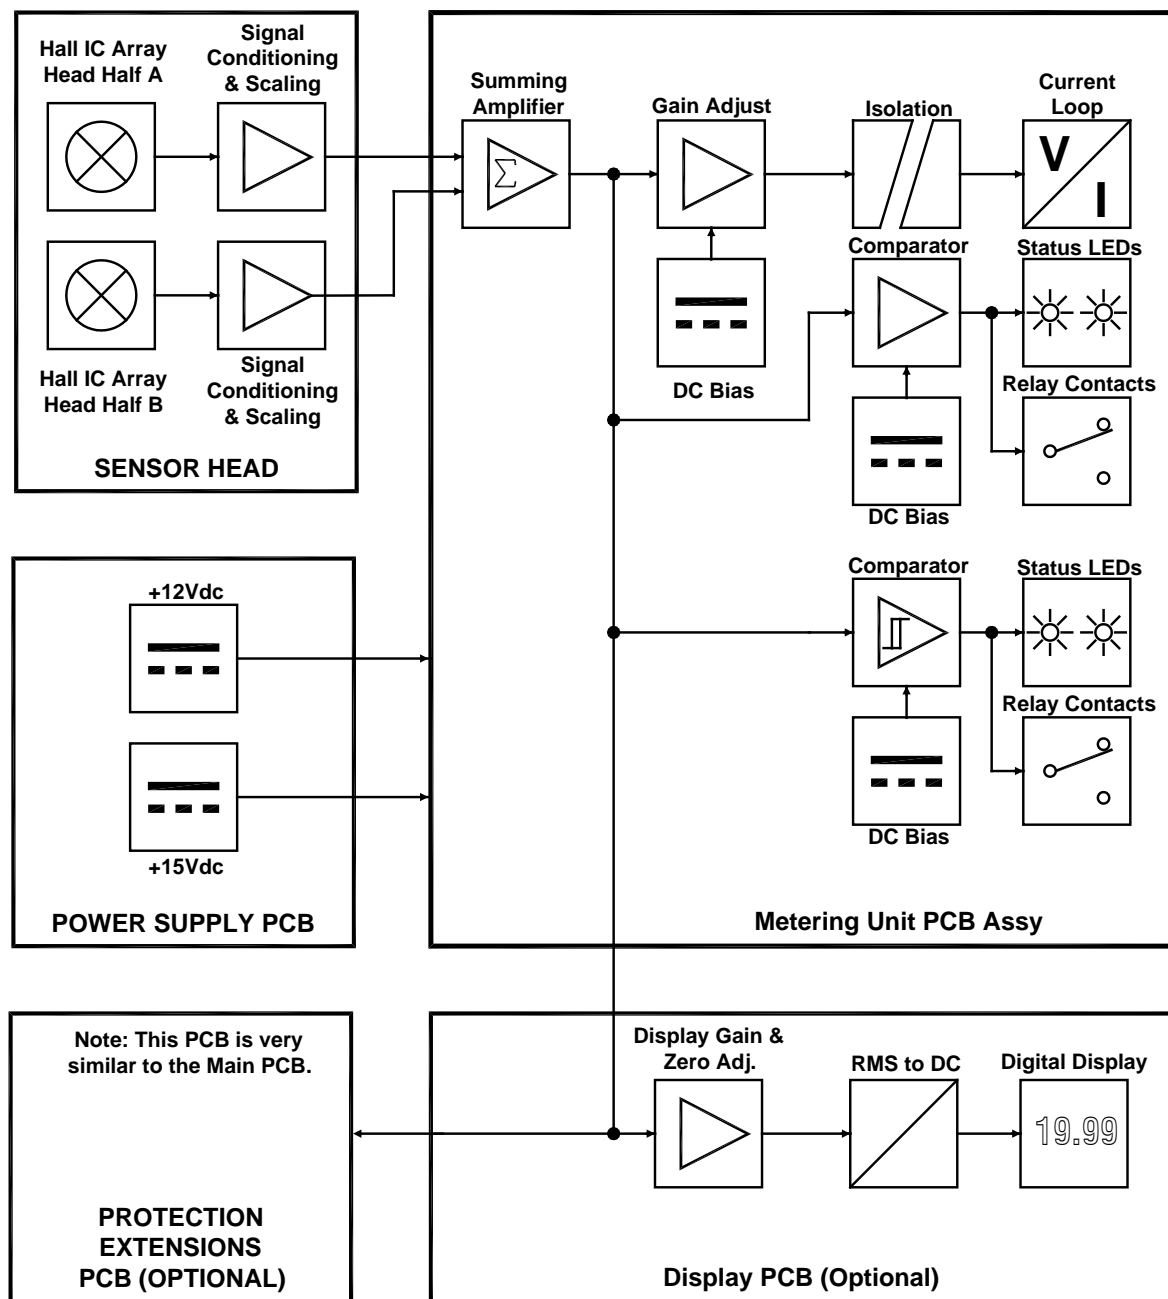 Hall IC Array
Head Half A
Signal
Conditioning
& Scaling
Hall IC Array
Head Half B
Signal
Conditioning
& Scaling
SENSOR HEAD
Summing
Amplifier
Σ
Gain Adjust
Isolation
Current
Loop
V
I
DC Bias
Comparator
Status LEDs
Relay Contacts
DC Bias
Comparator
Status LEDs
Relay Contacts
DC Bias
Metering Unit PCB Assy
+12Vdc
+15Vdc
POWER SUPPLY PCB
Note: This PCB is very
similar to the Main PCB.
PROTECTION
EXTENSIONS
PCB (OPTIONAL)
Display Gain &
Zero Adj.
RMS to DC
Digital Display
19.99
Display PCB (Optional)